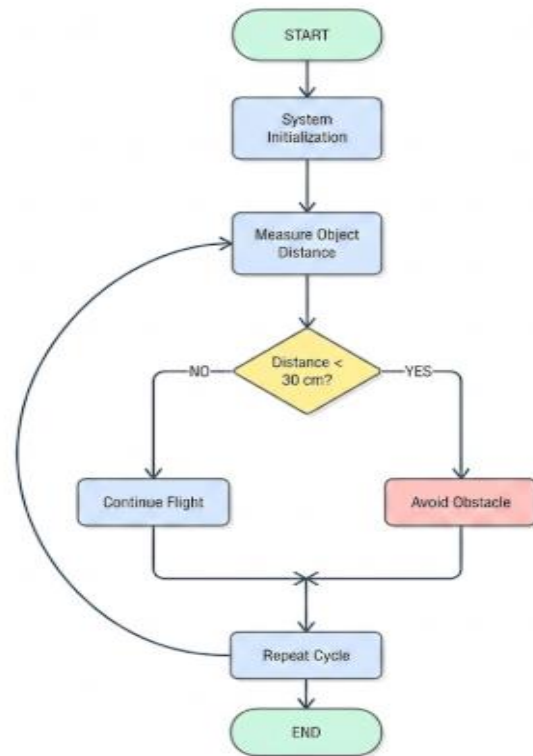 START
System
Initialization
Measure Object
Distance
Distance <
30 cm?
NO
YES
Continue Flight
Avoid Obstacle
Repeat Cycle
END